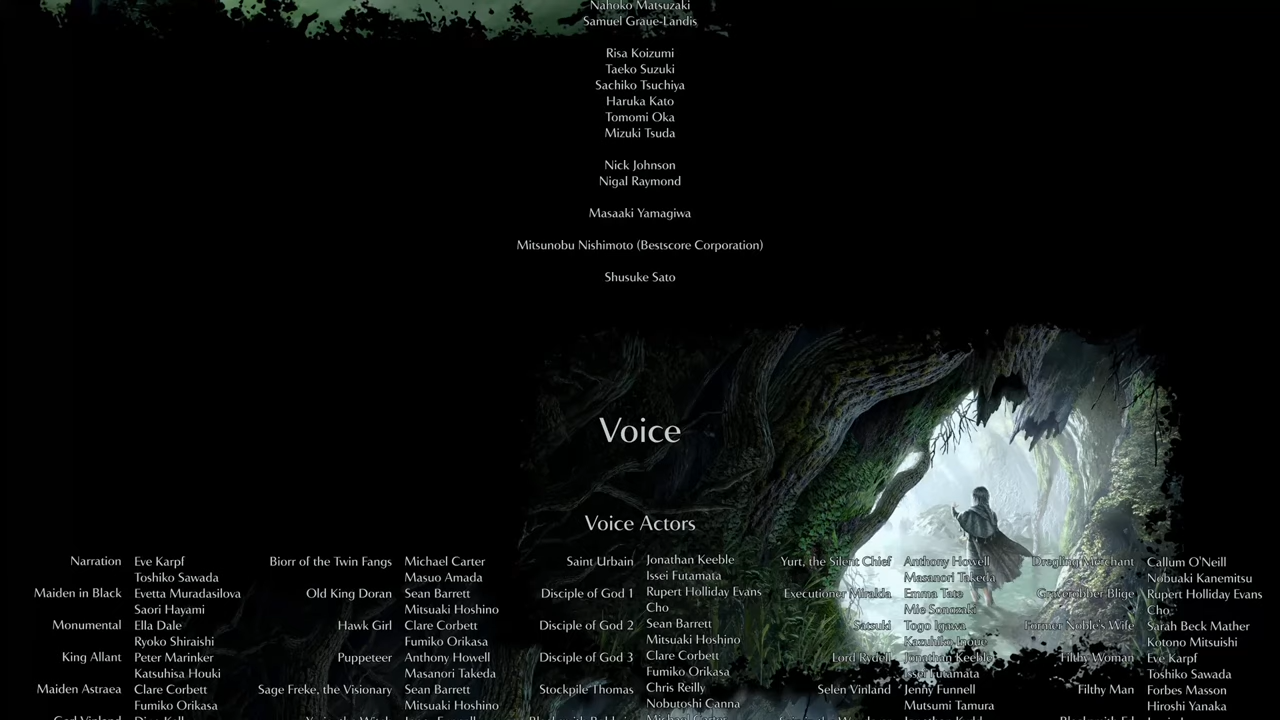 Nahoko Matsuzaki
Samuel Graue-Landis
Risa Koizumi
Taeko Suzuki
Sachiko Tsuchiya
Haruka Kato
Tomomi Oka
Mizuki Tsuda
Nick Johnson
Nigal Raymond
Masaaki Yamagiwa
Mitsunobu Nishimoto (Bestscore Corporation)
Shusuke Sato
Voice
Voice Actors
Narration Eve Karpf
Toshiko Sawada
Maiden in Black Evetta Muradasilova
Saori Hayami
Monumental Ella Dale
Ryoko Shiraishi
King Allant Peter Marinker
Katsuhisa Houki
Maiden Astraea Clare Corbett
Fumiko Orikasa
Biorr of the Twin Fangs Michael Carter
Masuo Amada
Old King Doran Sean Barrett
Mitsuaki Hoshino
Hawk Girl Clare Corbett
Fumiko Orikasa
Puppeteer Anthony Howell
Masanori Takeda
Sage Freke, the Visionary Sean Barrett
Mitsuaki Hoshino
Saint Urbain Jonathan Keeble
Issei Futamata
Disciple of God 1 Rupert Holliday Evans
Cho
Disciple of God 2 Sean Barrett
Mitsuaki Hoshino
Disciple of God 3 Clare Corbett
Fumiko Orikasa
Stockpile Thomas Chris Reilly
Nobutoshi Canna
Yurt, the Silent Chief Anthony Howell
Masanori Takeda
Executioner Miralda Emma Tate
Mie Sonozaki
Satsuki Togo Igawa
Kazuhiko Inoue
Lord Rydell Jonathan Keeble
Issei Futamata
Selen Vinland Jenny Funnell
Mutsumi Tamura
Dregling Merchant Callum O'Neill
Nobuaki Kanemitsu
Graverobber Blige Rupert Holliday Evans
Cho
Former Noble's Wife Sarah Beck Mather
Kotono Mitsuishi
Filthy Woman Eve Karpf
Toshiko Sawada
Filthy Man Forbes Masson
Hiroshi Yanaka